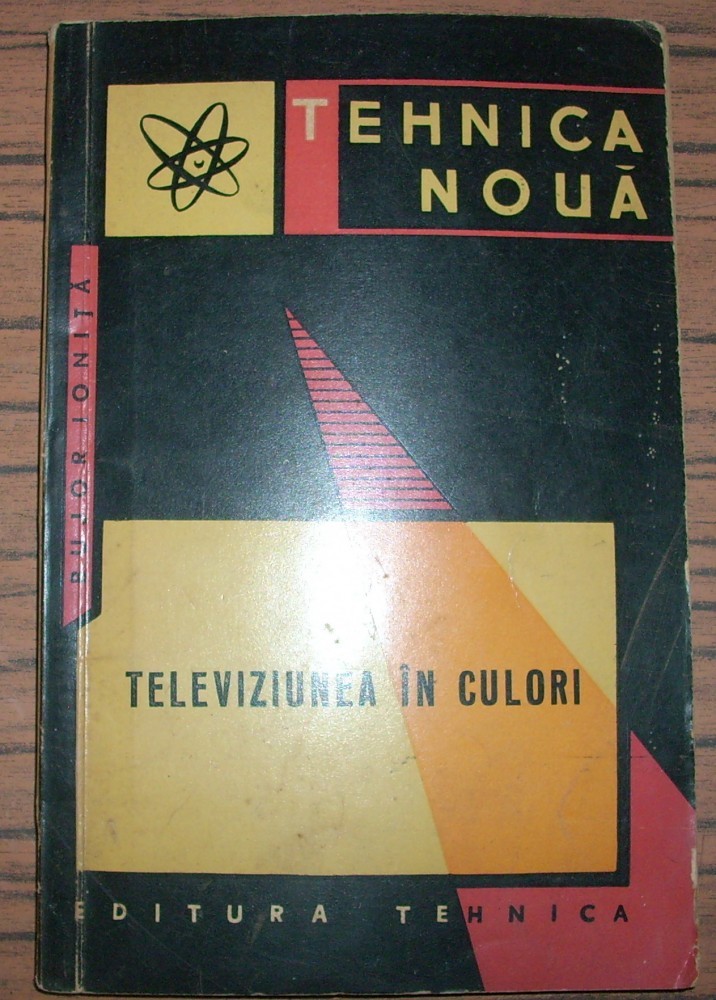 TEHNICA
NOUĂ
BUJOR IONIȚĂ
TELEVIZIUNEA ÎN CULORI
EDITURA TEHNICA